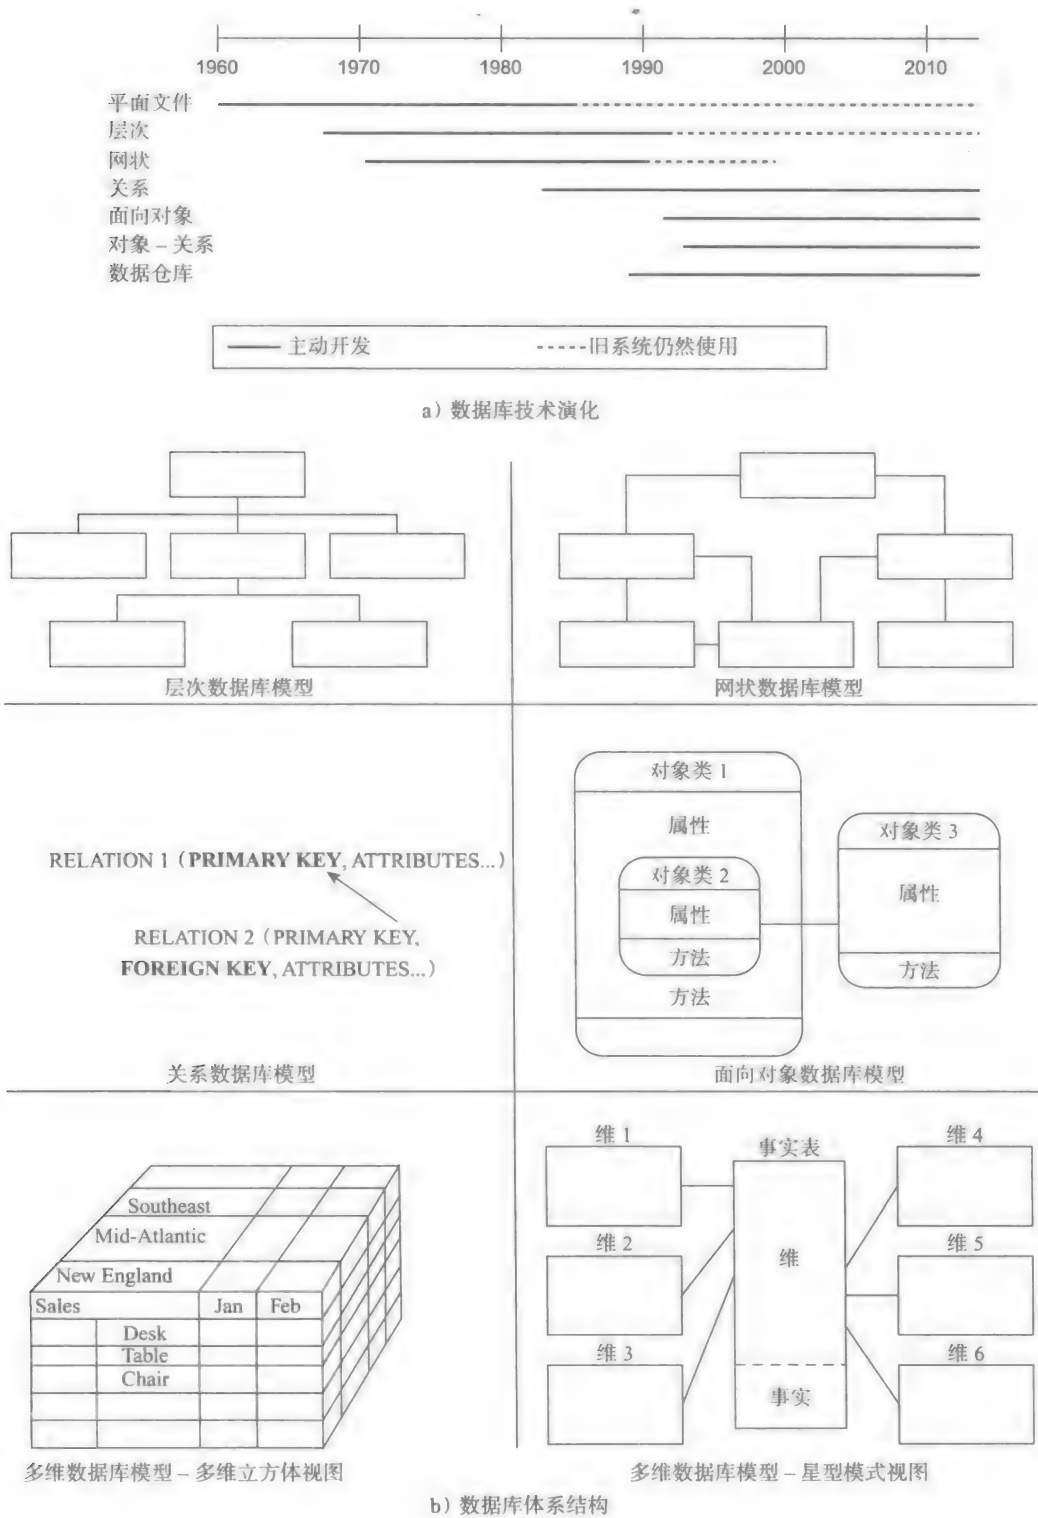 1960 1970 1980 1990 2000 2010
平面文件
层次
网状
关系
面向对象
对象－关系
数据仓库
主动开发 旧系统仍然使用
a）数据库技术演化
层次数据库模型
网状数据库模型
RELATION 1（PRIMARY KEY, ATTRIBUTES...）
RELATION 2（PRIMARY KEY,
FOREIGN KEY, ATTRIBUTES...）
关系数据库模型
对象类 1
属性
对象类 2
属性
方法
方法
对象类 3
属性
方法
面向对象数据库模型
Southeast
Mid-Atlantic
New England
Sales Jan Feb
Desk
Table
Chair
多维数据库模型－多维立方体视图
维 1
维 2
维 3
事实表
维
事实
维 4
维 5
维 6
多维数据库模型－星型模式视图
b）数据库体系结构